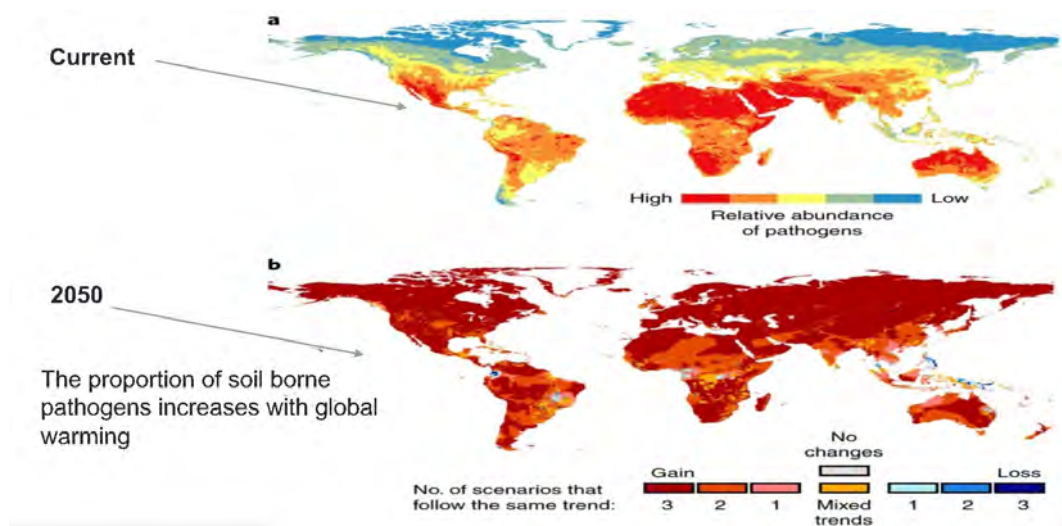 a
Current
High Low
Relative abundance
of pathogens
b
2050
The proportion of soil borne
pathogens increases with global
warming
No
changes
Gain Loss
No. of scenarios that
follow the same trend:
3 2 1 Mixed
trends 1 2 3